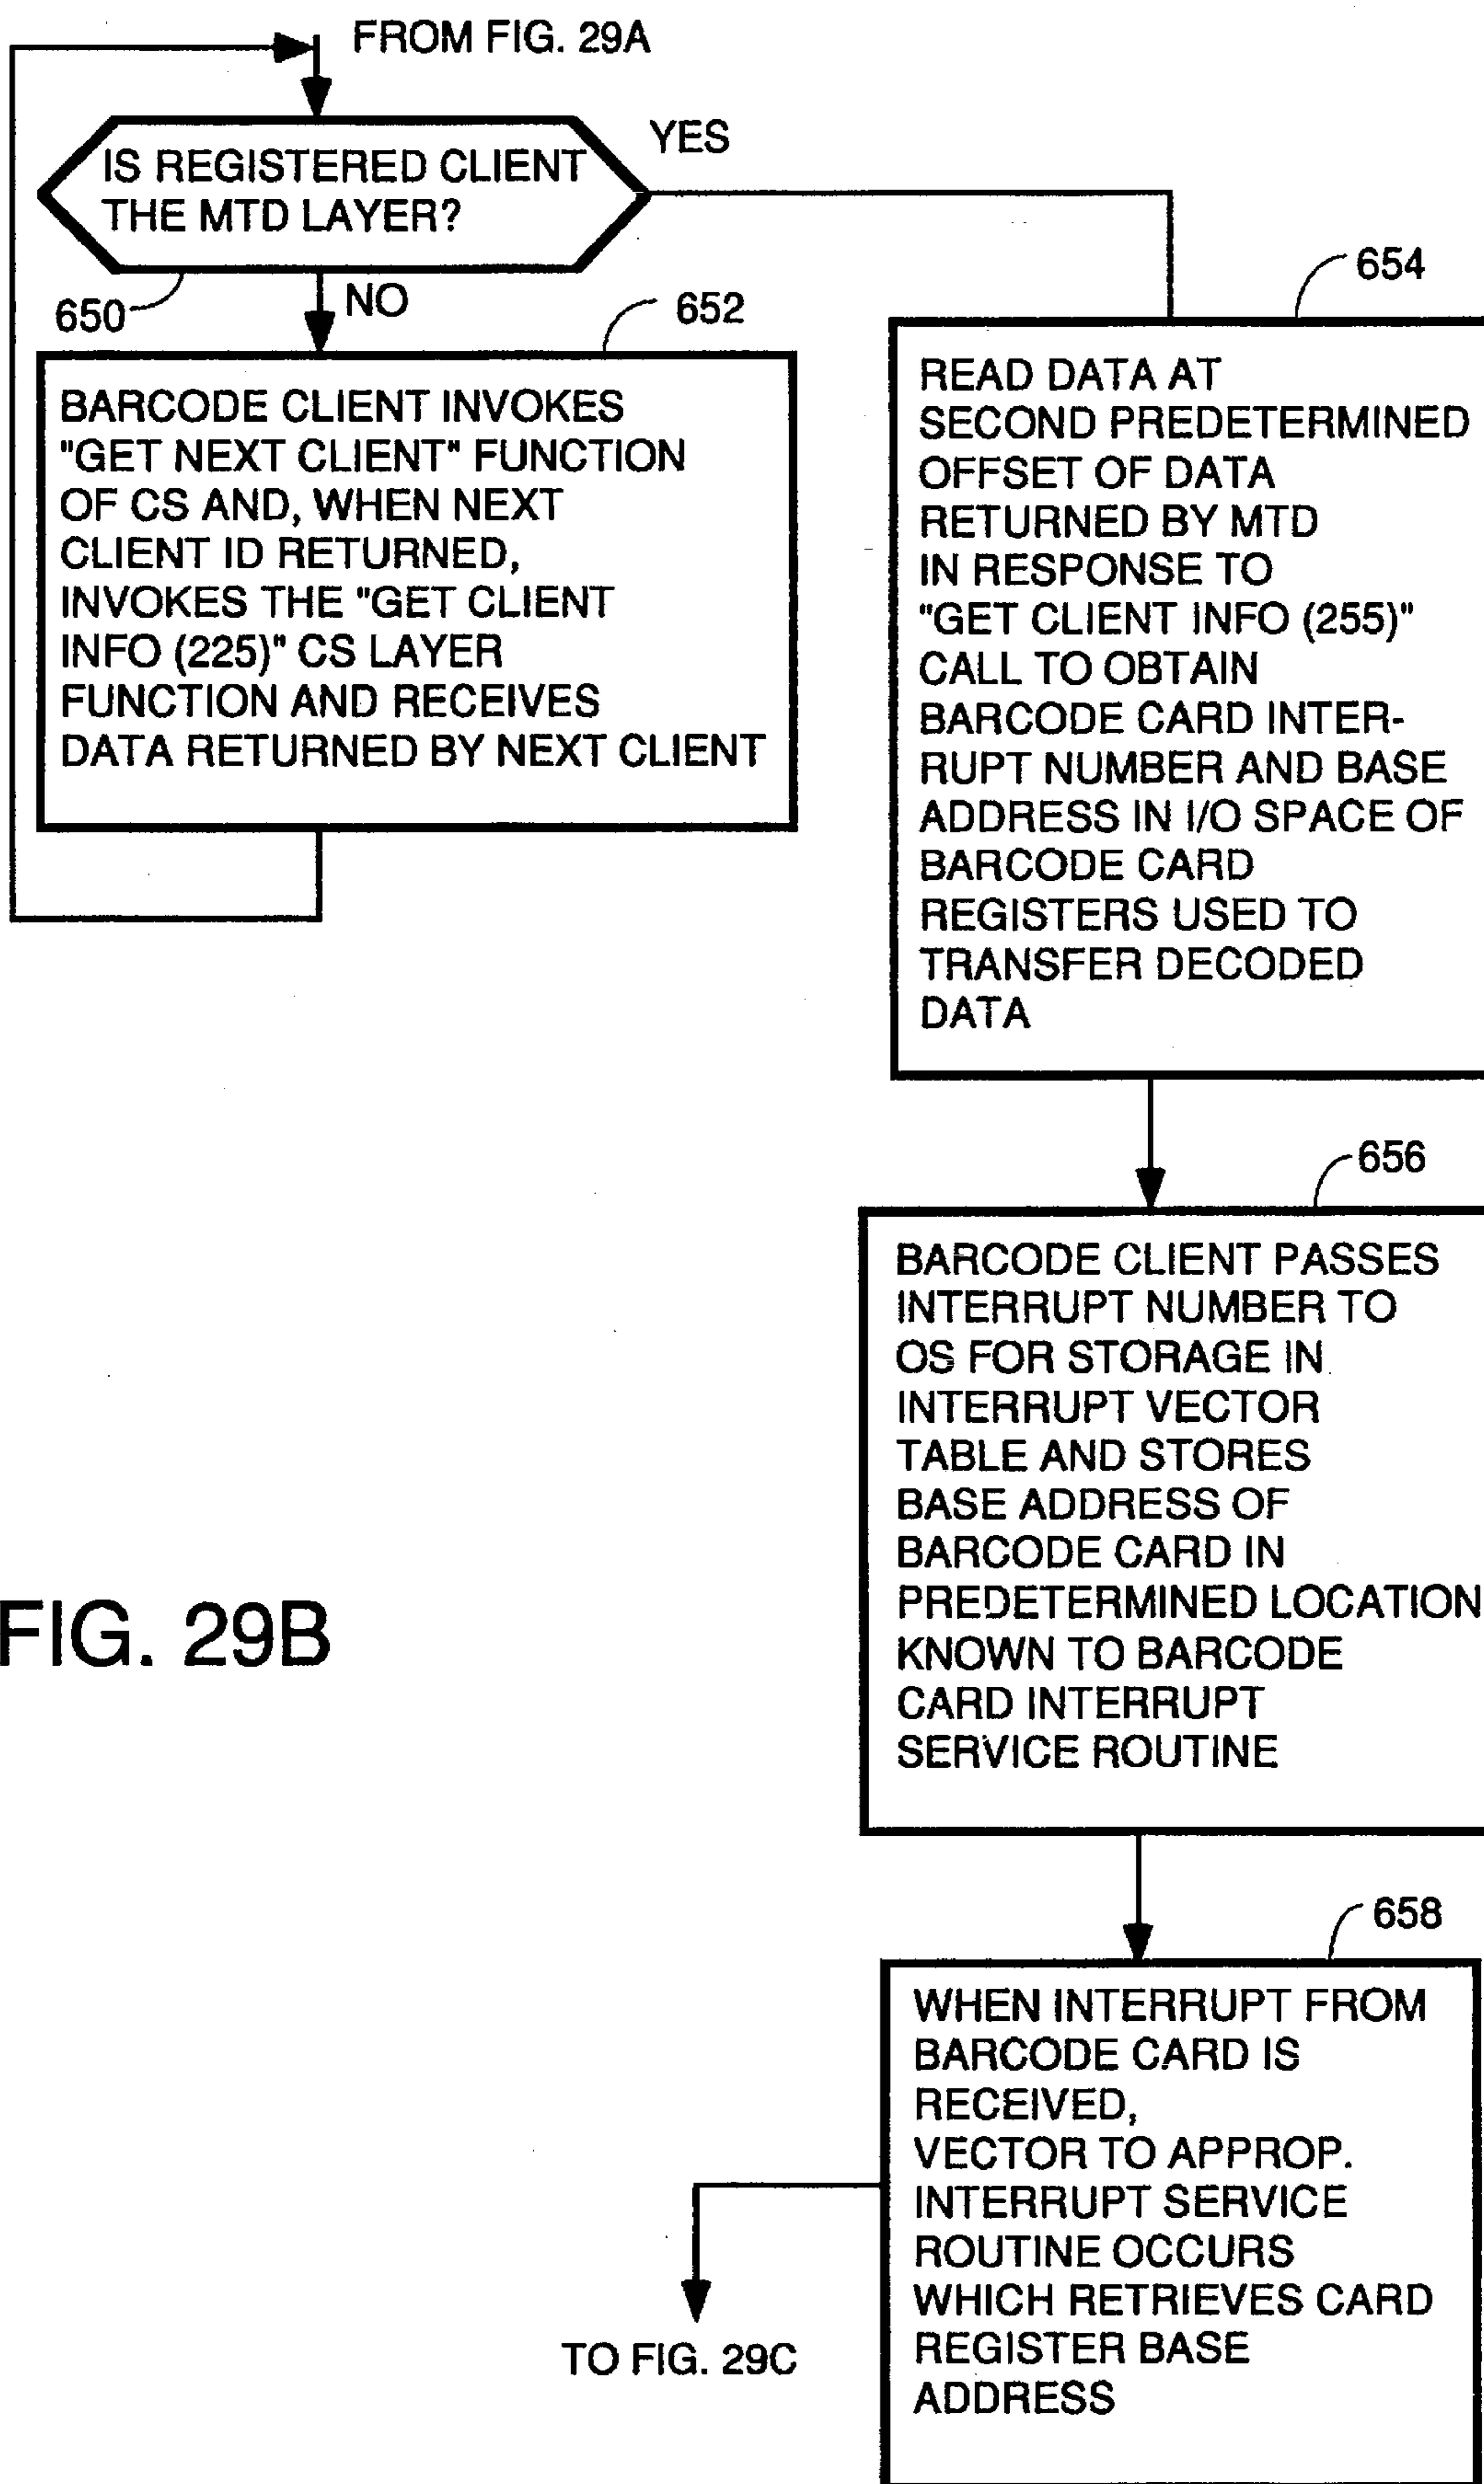 FROM FIG. 29A
IS REGISTERED CLIENT
THE MTD LAYER?
YES
650
NO
652
BARCODE CLIENT INVOKES
"GET NEXT CLIENT" FUNCTION
OF CS AND, WHEN NEXT
CLIENT ID RETURNED,
INVOKES THE "GET CLIENT
INFO (225)" CS LAYER
FUNCTION AND RECEIVES
DATA RETURNED BY NEXT CLIENT
654
READ DATA AT
SECOND PREDETERMINED
OFFSET OF DATA
RETURNED BY MTD
IN RESPONSE TO
"GET CLIENT INFO (255)"
CALL TO OBTAIN
BARCODE CARD INTER-
RUPT NUMBER AND BASE
ADDRESS IN I/O SPACE OF
BARCODE CARD
REGISTERS USED TO
TRANSFER DECODED
DATA
656
BARCODE CLIENT PASSES
INTERRUPT NUMBER TO
OS FOR STORAGE IN
INTERRUPT VECTOR
TABLE AND STORES
BASE ADDRESS OF
BARCODE CARD IN
PREDETERMINED LOCATION
KNOWN TO BARCODE
CARD INTERRUPT
SERVICE ROUTINE
FIG. 29B
658
WHEN INTERRUPT FROM
BARCODE CARD IS
RECEIVED,
VECTOR TO APPROP.
INTERRUPT SERVICE
ROUTINE OCCURS
WHICH RETRIEVES CARD
REGISTER BASE
ADDRESS
TO FIG. 29C